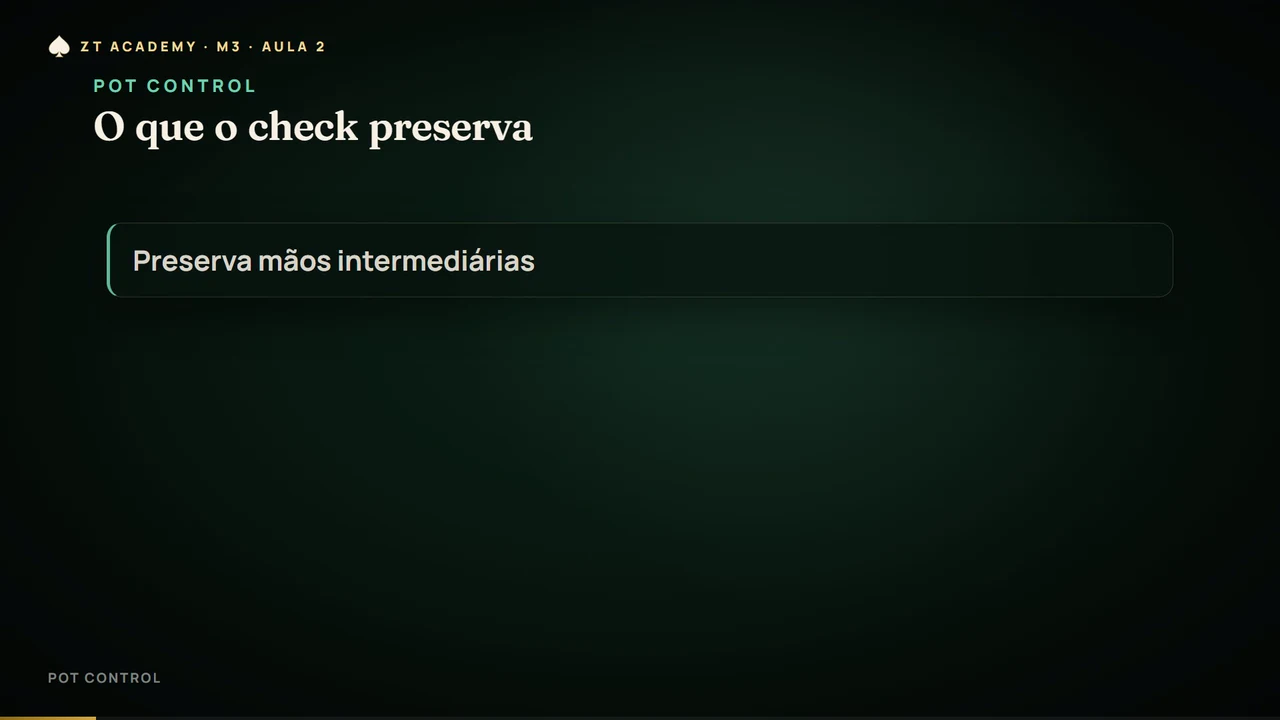 ZT ACADEMY · M3 · AULA 2
POT CONTROL
O que o check preserva
Preserva mãos intermediárias
POT CONTROL